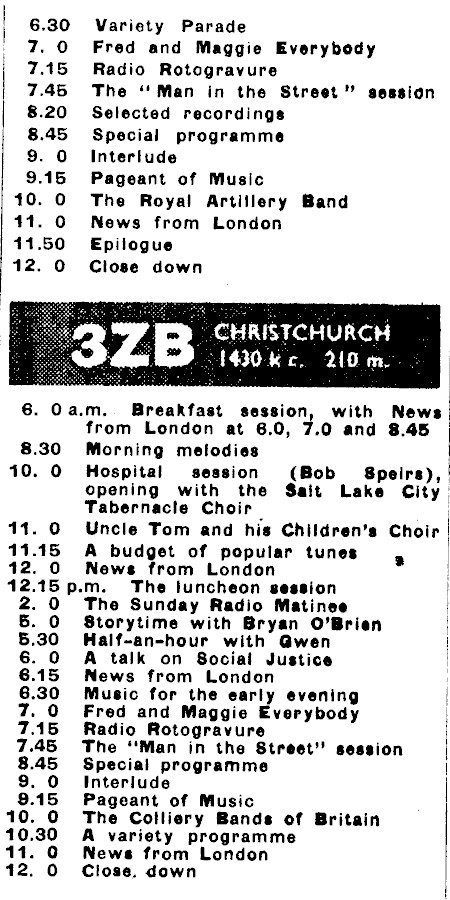 6.30 Variety Parade
7. 0 Fred and Maggie Everybody
7.15 Radio Rotogravure
7.45 The "Man in the Street" session
8.20 Selected recordings
8.45 Special programme
9. 0 Interlude
9.15 Pageant of Music
10. 0 The Royal Artillery Band
11. 0 News from London
11.50 Epilogue
12. 0 Close down
3ZB CHRISTCHURCH
1430 k c. 210 m.
6. 0 a.m. Breakfast session, with News
from London at 6.0, 7.0 and 8.45
8.30 Morning melodies
10. 0 Hospital session (Bob Speirs),
opening with the Salt Lake City
Tabernacle Choir
11. 0 Uncle Tom and his Children's Choir
11.15 A budget of popular tunes
12. 0 News from London
12.15 p.m. The luncheon session
2. 0 The Sunday Radio Matinee
5. 0 Storytime with Bryan O'Brien
5.30 Half-an-hour with Gwen
6. 0 A talk on Social Justice
6.15 News from London
6.30 Music for the early evening
7. 0 Fred and Maggie Everybody
7.15 Radio Rotogravure
7.45 The "Man in the Street" session
8.45 Special programme
9. 0 Interlude
9.15 Pageant of Music
10. 0 The Colliery Bands of Britain
10.30 A variety programme
11. 0 News from London
12. 0 Close. down